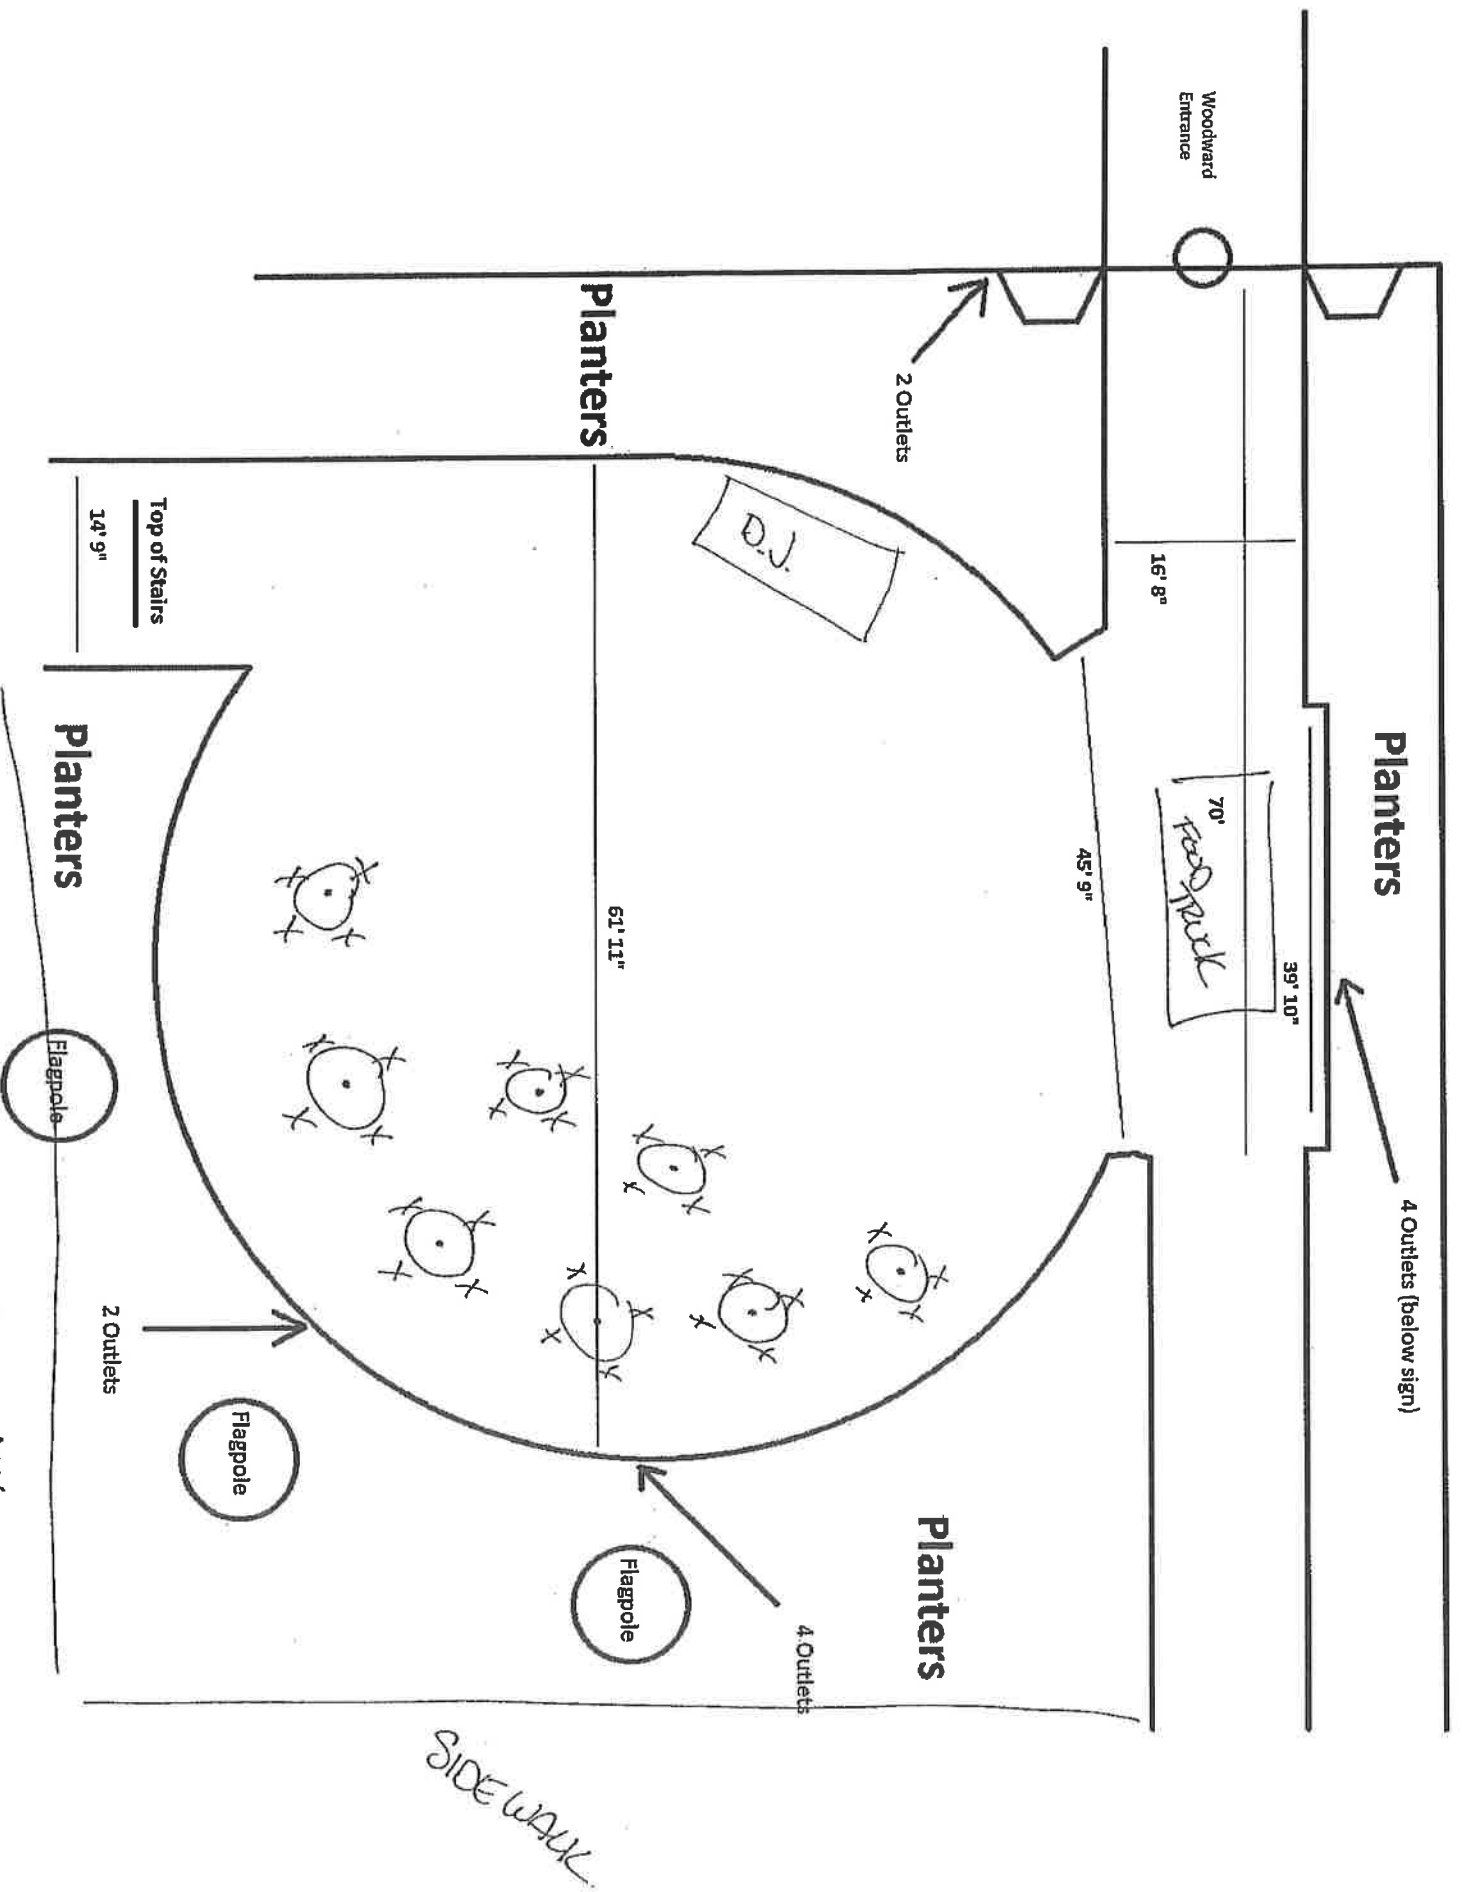 Planters
4 Outlets (below sign)
39' 10"
70'
FOOD TRUCK
Woodward
Entrance
16' 8"
45' 9"
2 Outlets
D.J.
Planters
61' 11"
4 Outlets
Planters
Flagpole
SIDEWALK
Flagpole
Top of Stairs
14' 9"
2 Outlets
Planters
Flagpole